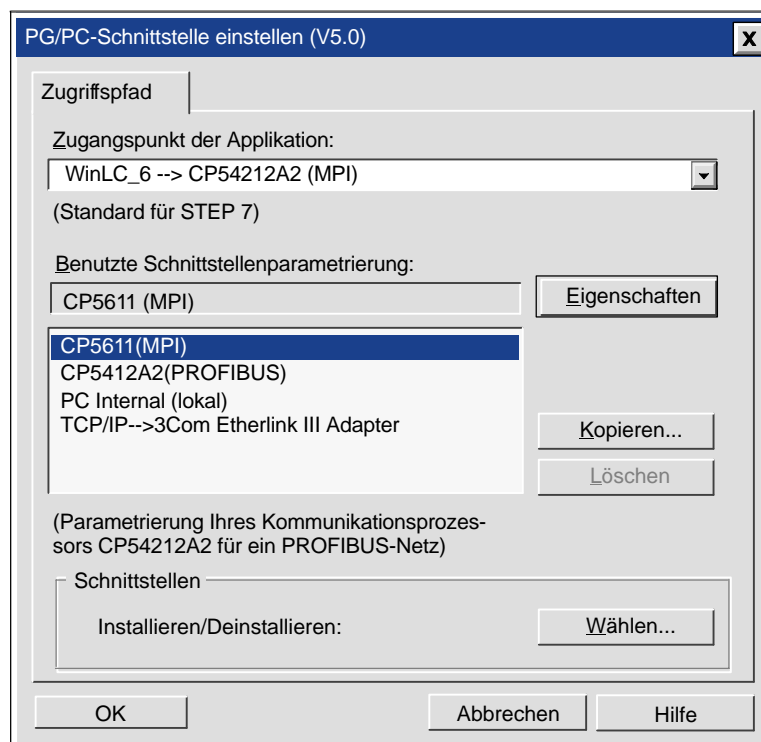 PG/PC-Schnittstelle einstellen (V5.0)
X
Zugriffspfad
Zugangspunkt der Applikation:
WinLC_6 --> CP54212A2 (MPI)
(Standard für STEP 7)
Benutzte Schnittstellenparametrierung:
CP5611 (MPI)
Eigenschaften
CP5611(MPI)
CP5412A2(PROFIBUS)
PC Internal (lokal)
TCP/IP-->3Com Etherlink III Adapter
Kopieren...
Löschen
(Parametrierung Ihres Kommunikationsprozes-
sors CP54212A2 für ein PROFIBUS-Netz)
Schnittstellen
Installieren/Deinstallieren:
Wählen...
OK
Abbrechen
Hilfe